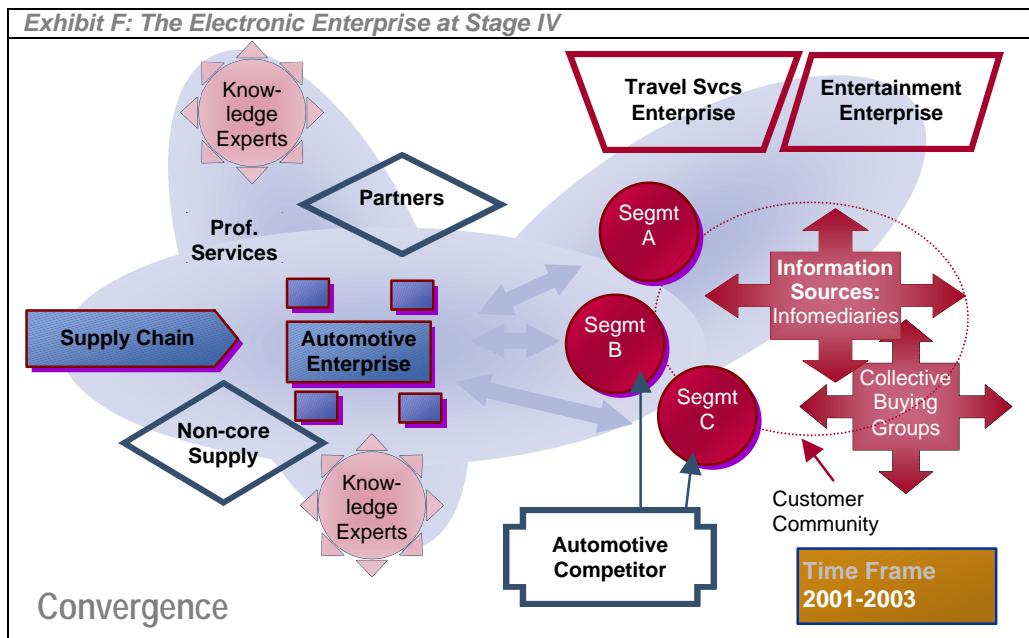 Exhibit F: The Electronic Enterprise at Stage IV
Know-
ledge
Experts
Travel Svcs
Enterprise
Entertainment
Enterprise
Partners
Prof.
Services
Segmt
A
Information
Sources:
Infomediaries
Supply Chain
Automotive
Enterprise
Segmt
B
Segmt
C
Collective
Buying
Groups
Non-core
Supply
Know-
ledge
Experts
Customer
Community
Automotive
Competitor
Time Frame
2001-2003
Convergence